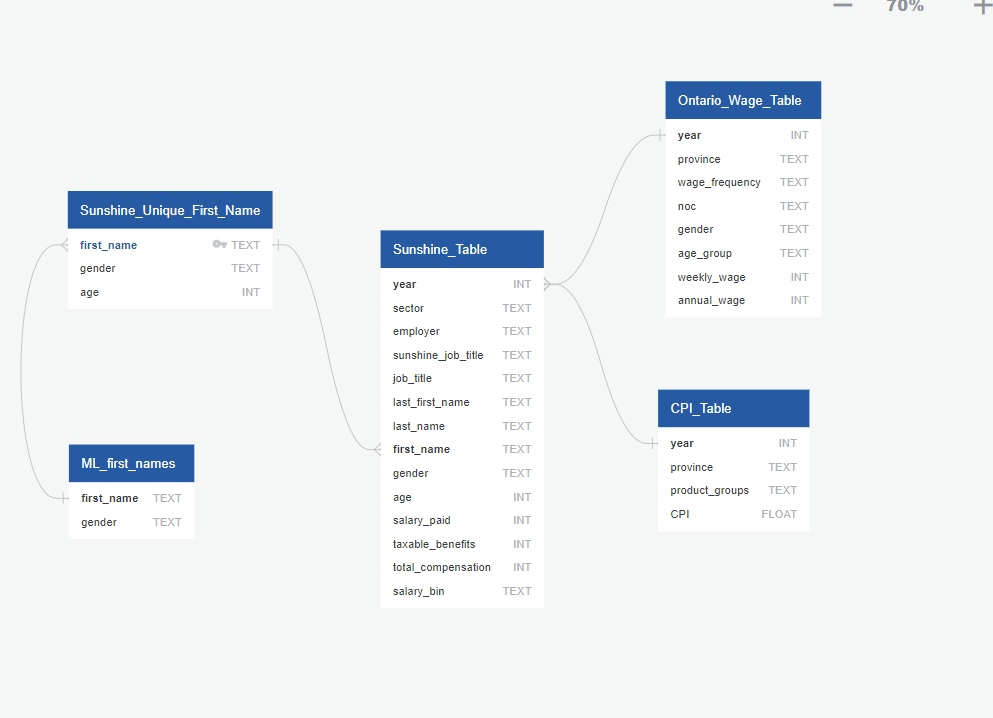 70%
Ontario_Wage_Table
year INT
province TEXT
wage_frequency TEXT
noc TEXT
gender TEXT
age_group TEXT
weekly_wage INT
annual_wage INT
Sunshine_Unique_First_Name
first_name TEXT
gender TEXT
age INT
Sunshine_Table
year INT
sector TEXT
employer TEXT
sunshine_job_title TEXT
job_title TEXT
last_first_name TEXT
last_name TEXT
first_name TEXT
gender TEXT
age INT
salary_paid INT
taxable_benefits INT
total_compensation INT
salary_bin TEXT
CPI_Table
year INT
province TEXT
product_groups TEXT
CPI FLOAT
ML_first_names
first_name TEXT
gender TEXT